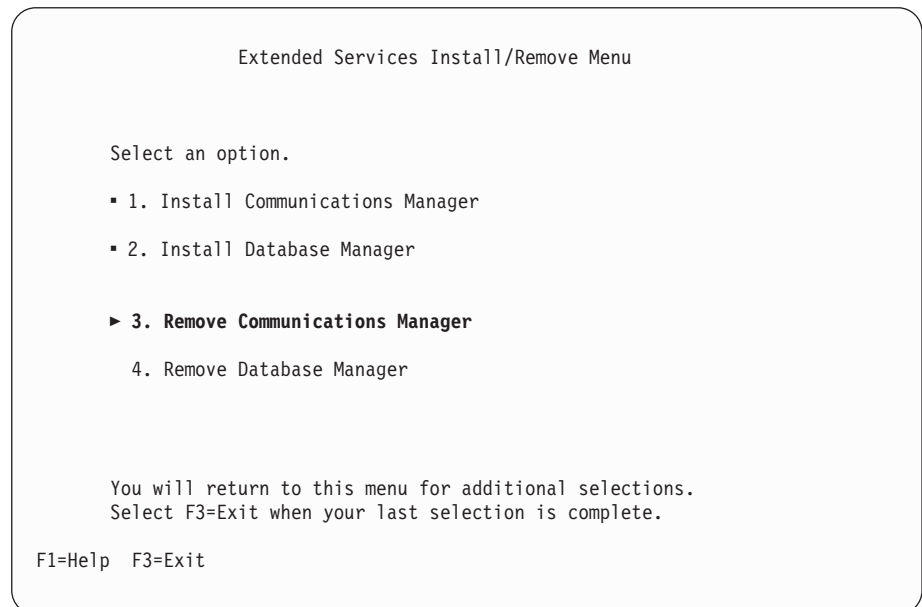 Extended Services Install/Remove Menu
Select an option.
▪ 1. Install Communications Manager
▪ 2. Install Database Manager
► 3. Remove Communications Manager
4. Remove Database Manager
You will return to this menu for additional selections.
Select F3=Exit when your last selection is complete.
F1=Help F3=Exit